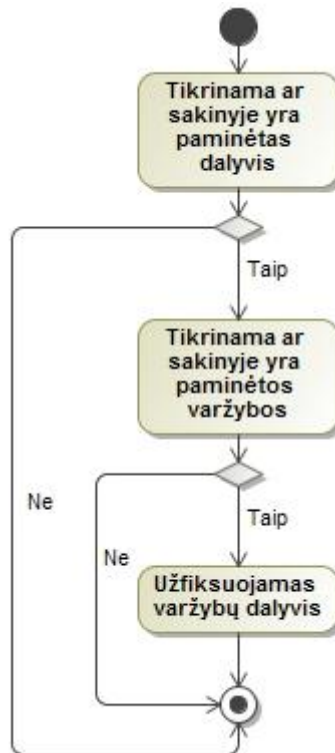 Tikrinama ar
sakinyje yra
paminėtas
dalyvis
Taip
Tikrinama ar
sakinyje yra
paminėtos
varžybos
Ne
Ne
Taip
Užfiksuojamas
varžybų dalyvis